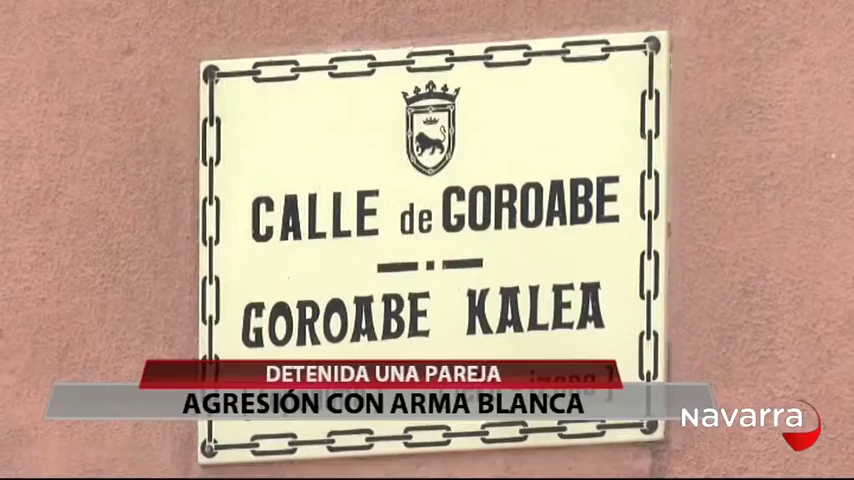 CALLE de GOROABE
GOROABE KALEA
DETENIDA UNA PAREJA
AGRESIÓN CON ARMA BLANCA
Navarra